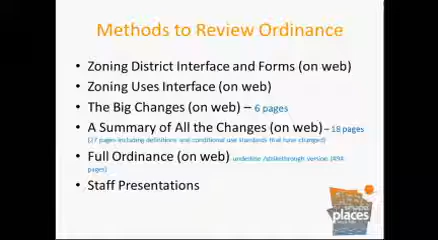 Methods to Review Ordinance
• Zoning District Interface and Forms (on web)
• Zoning Uses Interface (on web)
• The Big Changes (on web) – 6 pages
• A Summary of All the Changes (on web) – 18 pages
(27 pages including definitions and conditional use standards that have changed)
• Full Ordinance (on web) underline /strikethrough version (494
pages)
• Staff Presentations
places